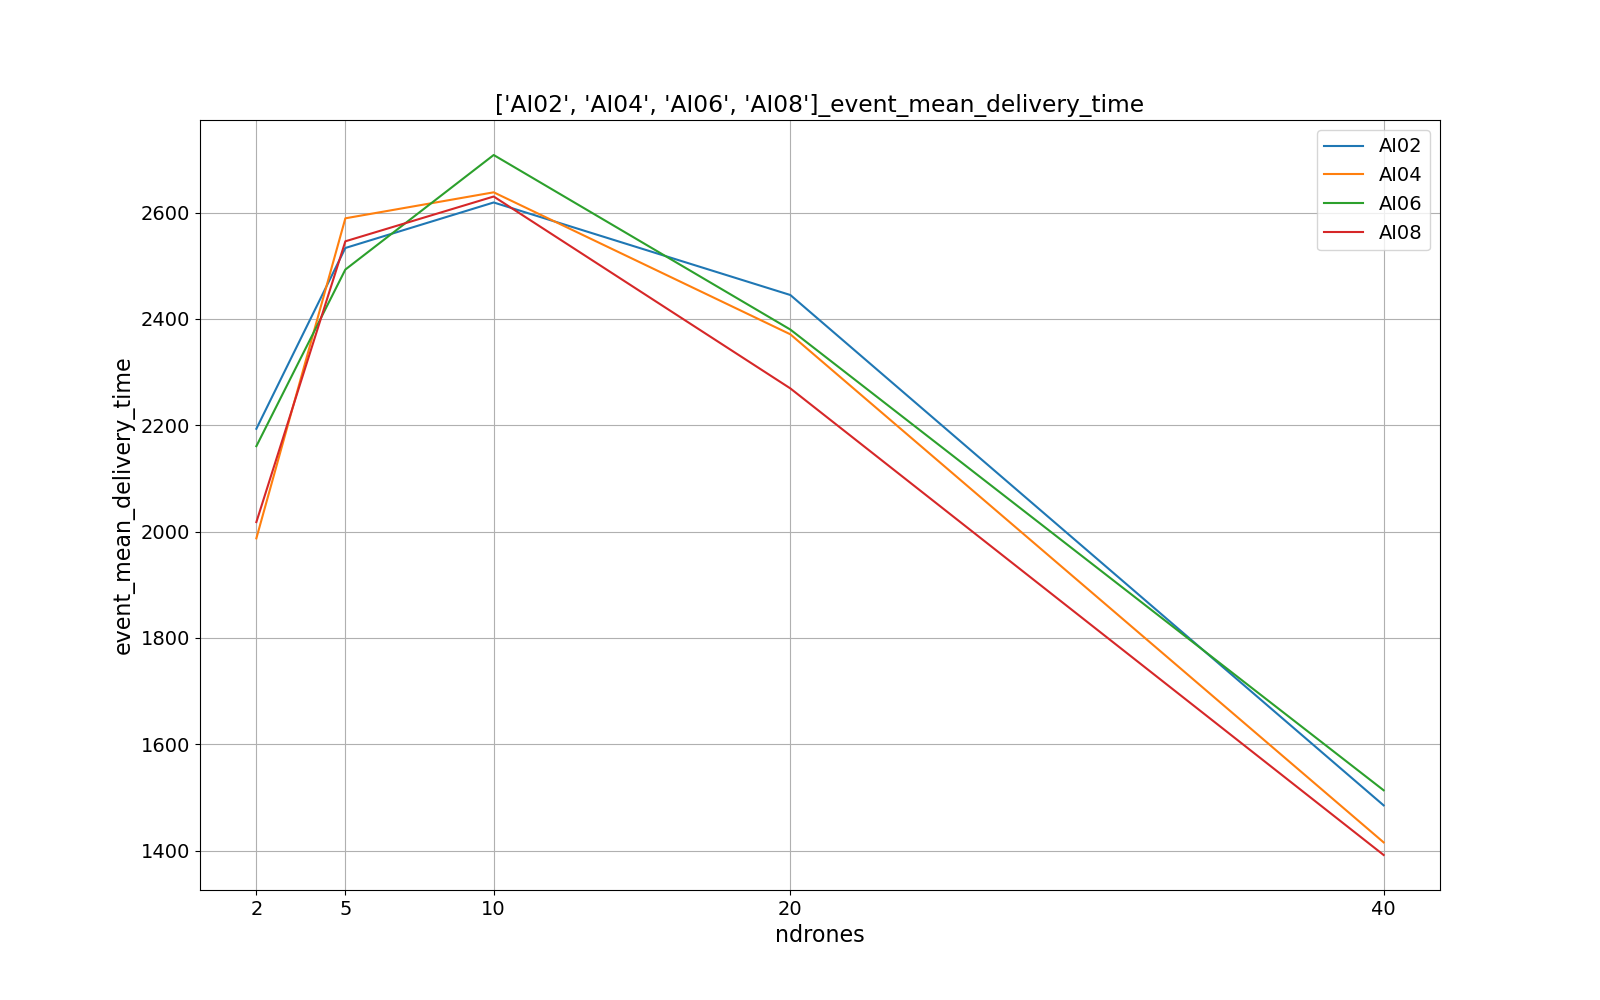 ['AI02', 'AI04', 'AI06', 'AI08']_event_mean_delivery_time
AI02
AI04
AI06
AI08
event_mean_delivery_time
2600
2400
2200
2000
1800
1600
1400
2 5 10 20 40
ndrones